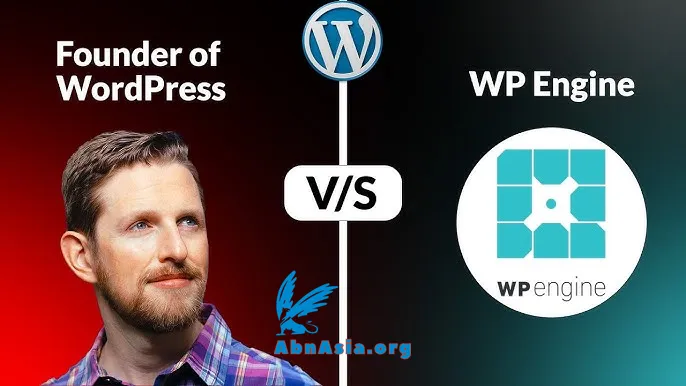 Founder of
WordPress
W
WP Engine
V/S
WP engine
AbnAsia.org